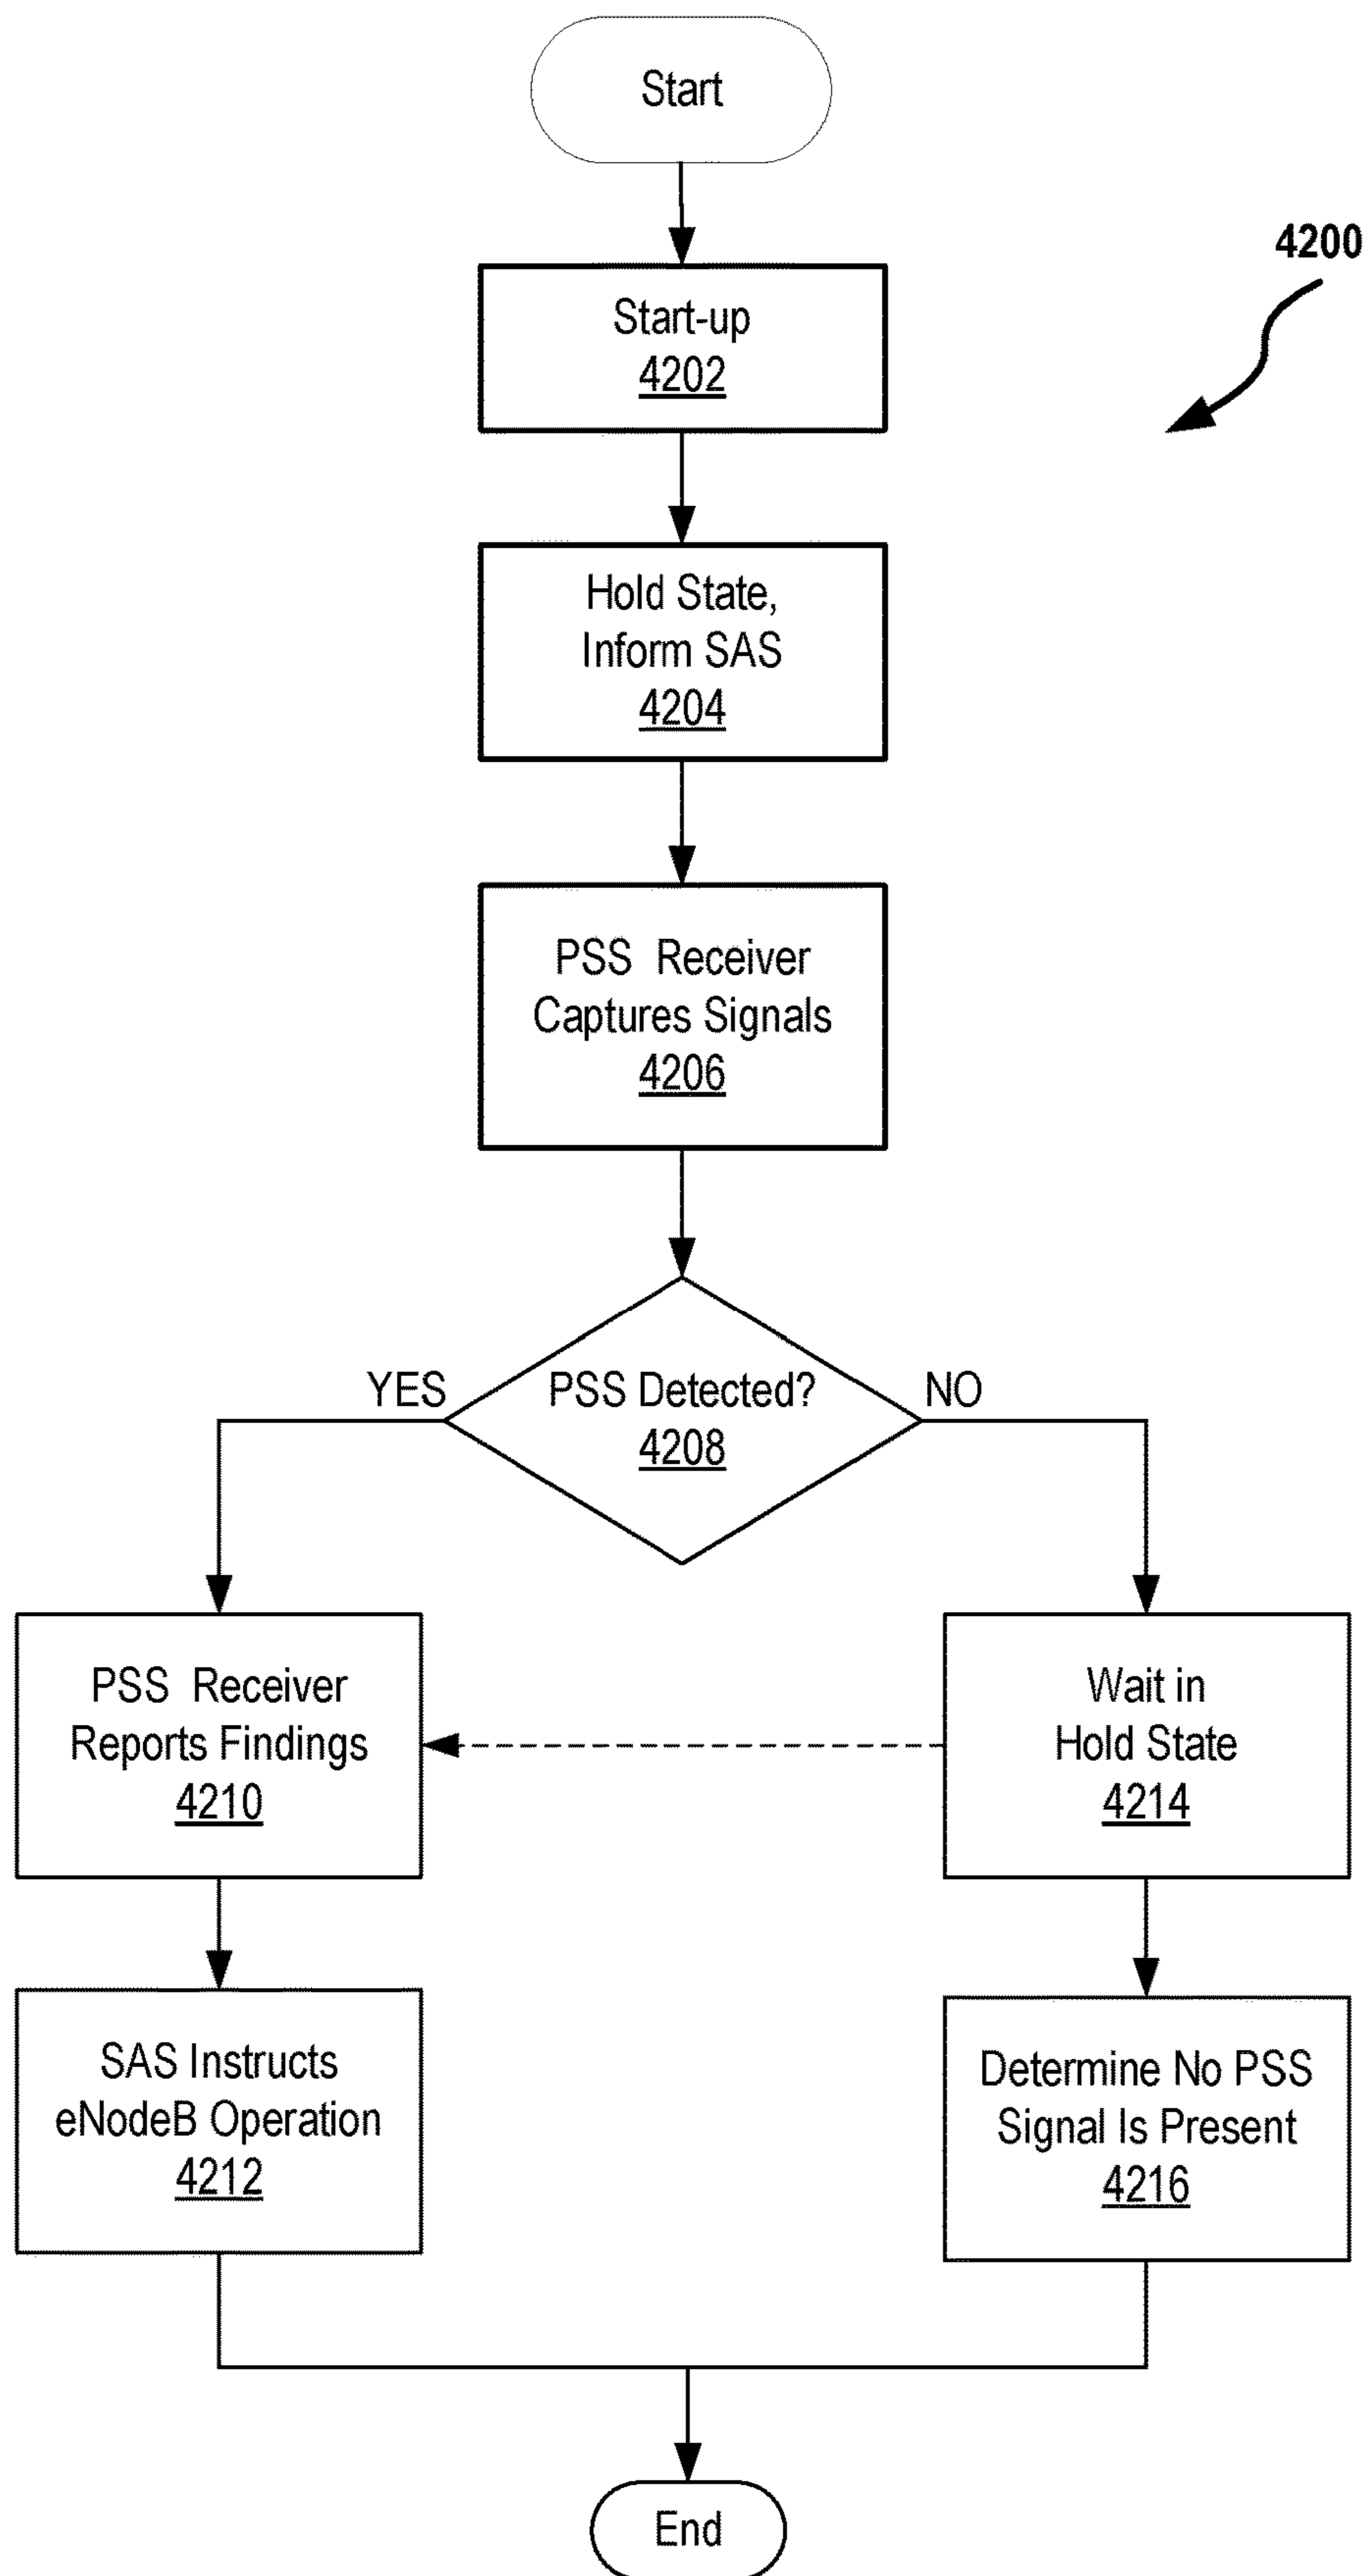 Start
4200
Start-up
4202
Hold State,
Inform SAS
4204
PSS Receiver
Captures Signals
4206
YES
PSS Detected?
4208
NO
PSS Receiver
Reports Findings
4210
Wait in
Hold State
4214
SAS Instructs
eNodeB Operation
4212
Determine No PSS
Signal Is Present
4216
End